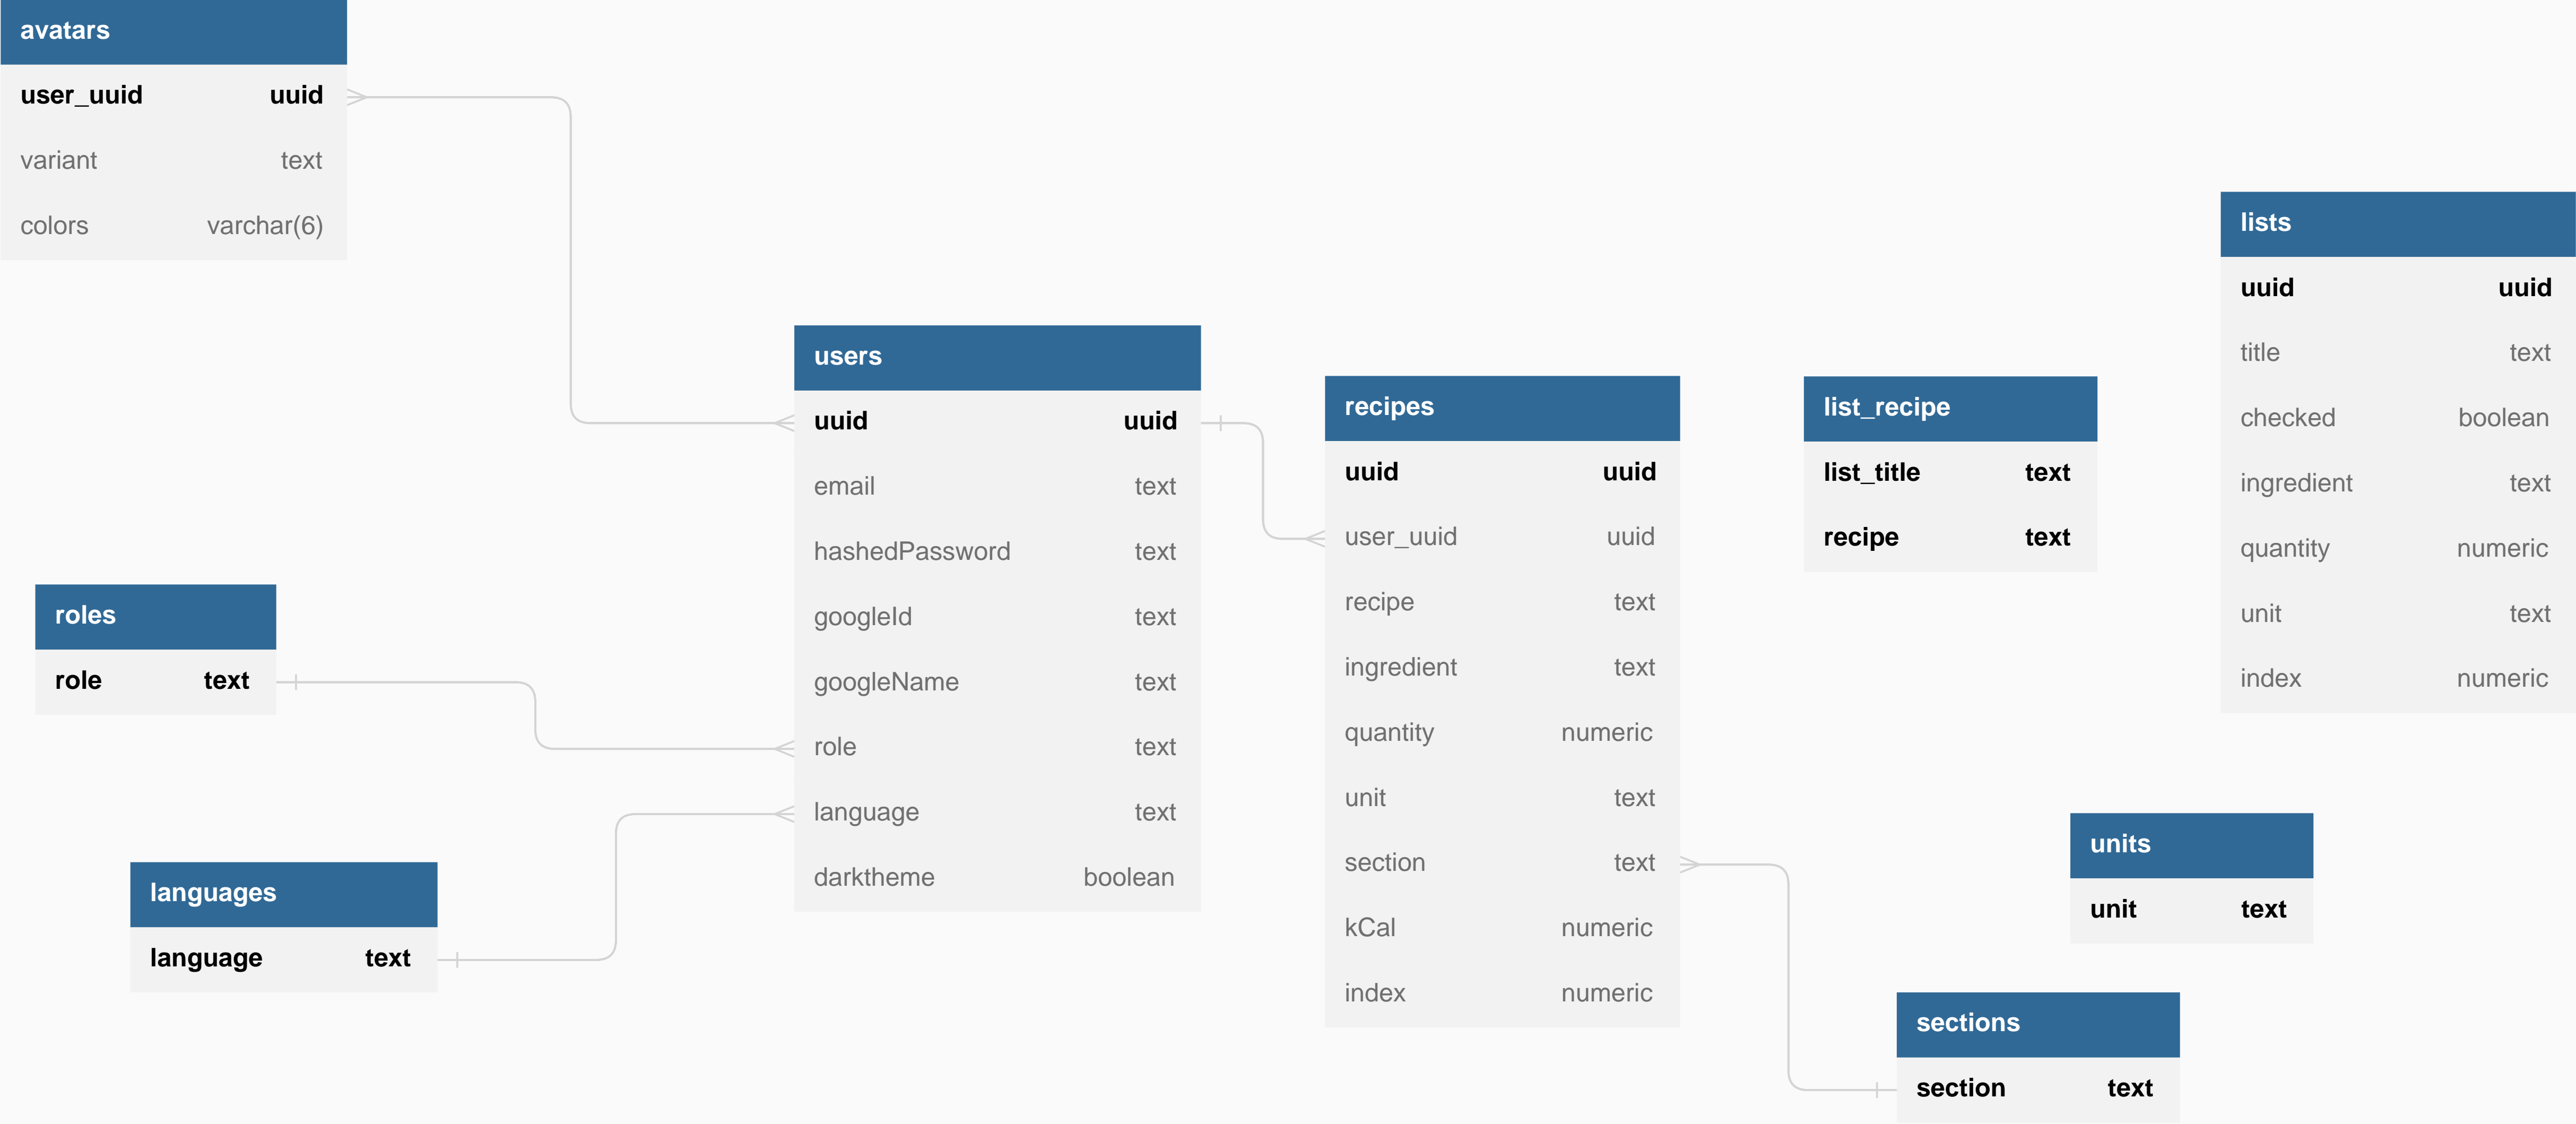 avatars
user_uuid uuid
variant text
colors varchar(6)
users
uuid uuid
email text
hashedPassword text
googleId text
googleName text
role text
language text
darktheme boolean
roles
role text
languages
language text
recipes
uuid uuid
user_uuid uuid
recipe text
ingredient text
quantity numeric
unit text
section text
kCal numeric
index numeric
list_recipe
list_title text
recipe text
lists
uuid uuid
title text
checked boolean
ingredient text
quantity numeric
unit text
index numeric
units
unit text
sections
section text